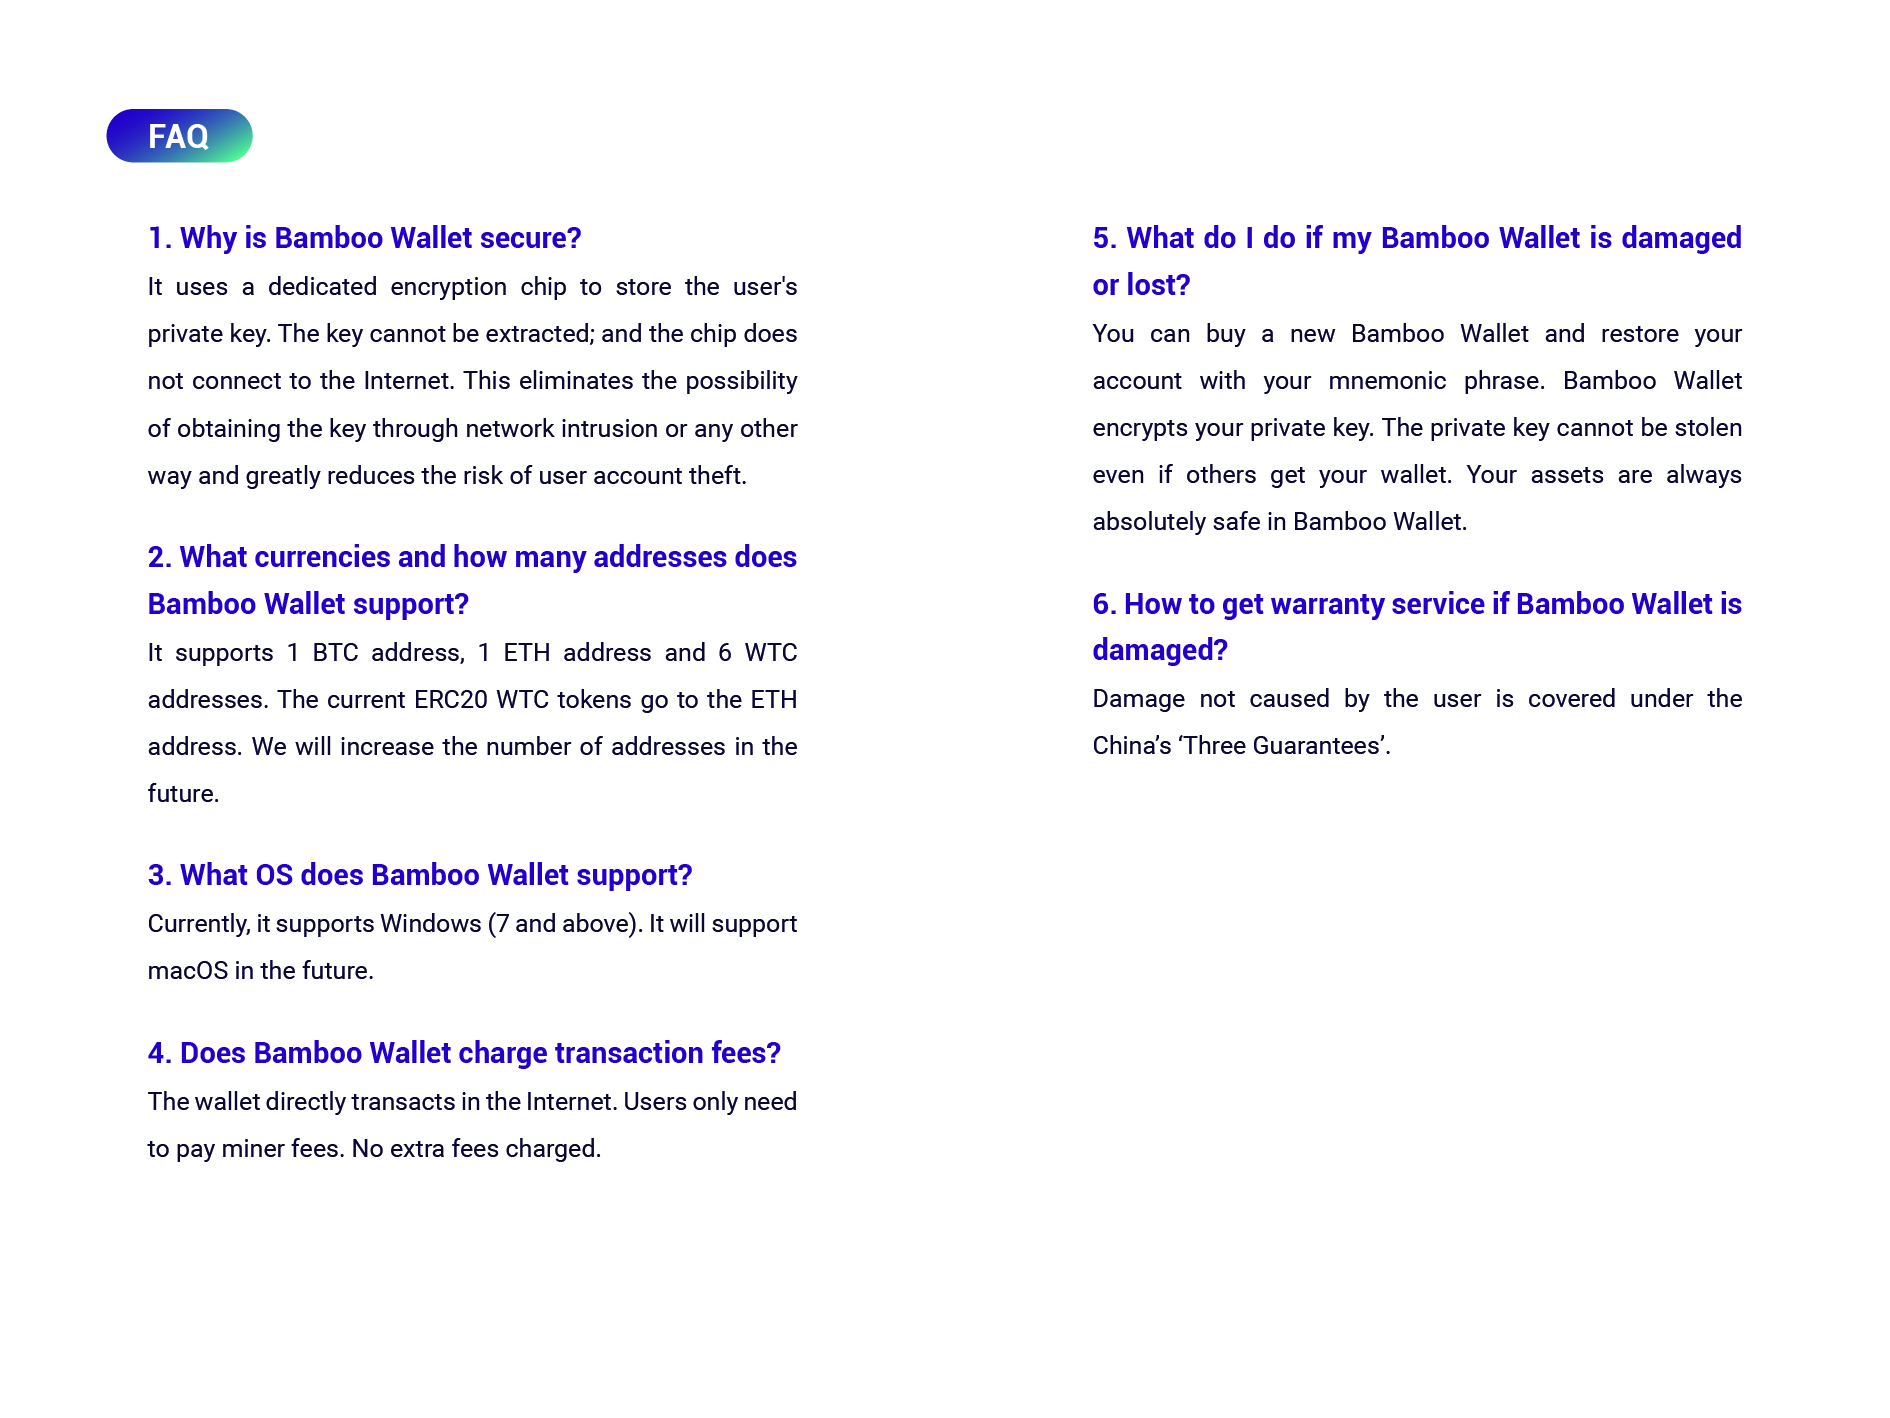 FAQ
1. Why is Bamboo Wallet secure?
It uses a dedicated encryption chip to store the user's
private key. The key cannot be extracted; and the chip does
not connect to the Internet. This eliminates the possibility
of obtaining the key through network intrusion or any other
way and greatly reduces the risk of user account theft.
2. What currencies and how many addresses does
Bamboo Wallet support?
It supports 1 BTC address, 1 ETH address and 6 WTC
addresses. The current ERC20 WTC tokens go to the ETH
address. We will increase the number of addresses in the
future.
3. What OS does Bamboo Wallet support?
Currently, it supports Windows (7 and above). It will support
macOS in the future.
4. Does Bamboo Wallet charge transaction fees?
The wallet directly transacts in the Internet. Users only need
to pay miner fees. No extra fees charged.
5. What do I do if my Bamboo Wallet is damaged
or lost?
You can buy a new Bamboo Wallet and restore your
account with your mnemonic phrase. Bamboo Wallet
encrypts your private key. The private key cannot be stolen
even if others get your wallet. Your assets are always
absolutely safe in Bamboo Wallet.
6. How to get warranty service if Bamboo Wallet is
damaged?
Damage not caused by the user is covered under the
China’s ‘Three Guarantees’.